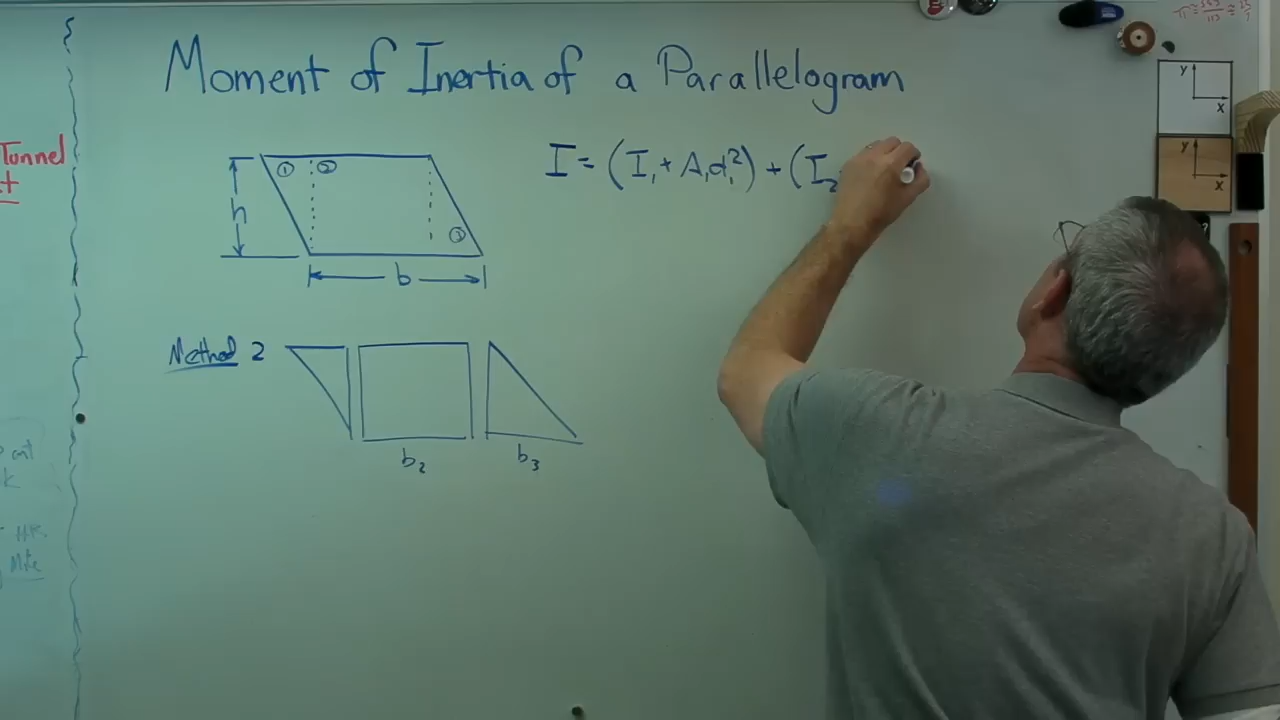 Moment of Inertia of a Parallelogram
Tunnel
I = (I₁ + A₁d₁²) + (I₂
① ②
h
③
b
Method 2
b₂ b₃
y
x
y
x